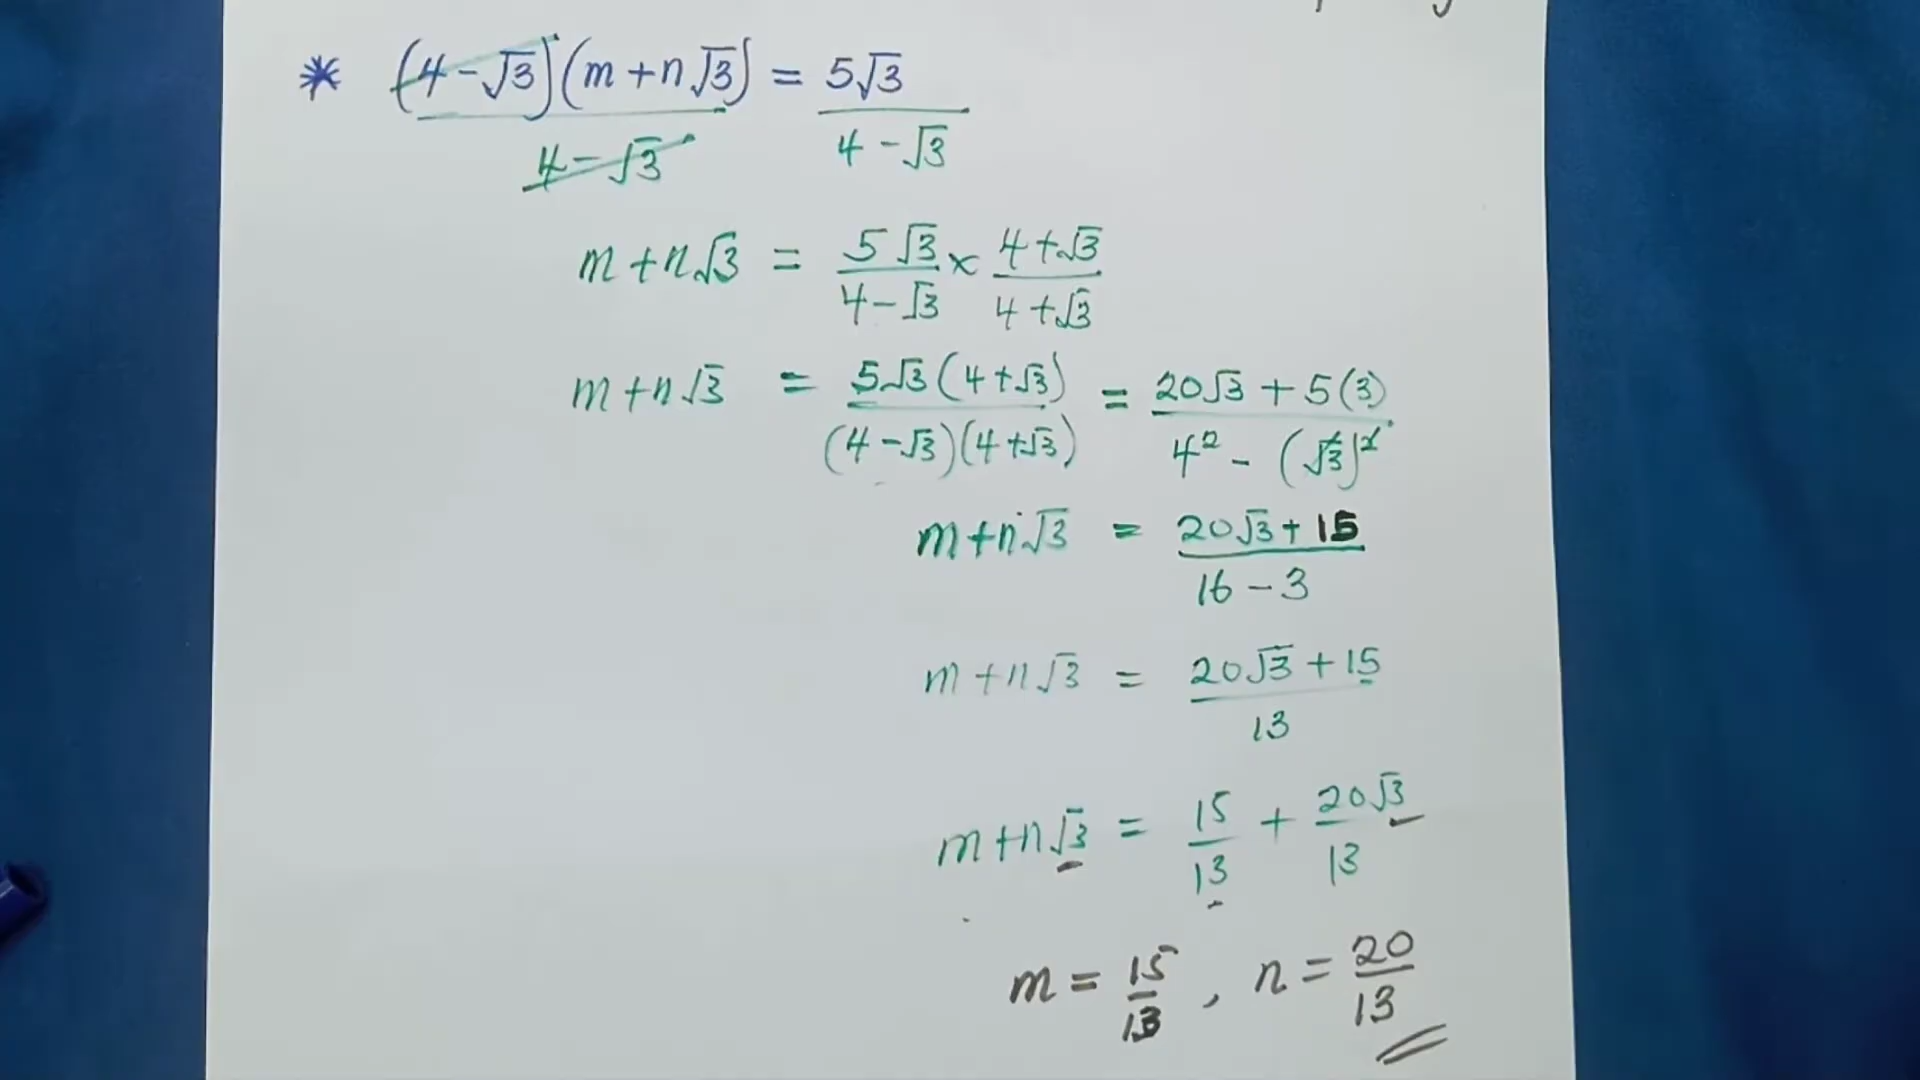 * (4-√3)(m+n√3) / 4-√3 = 5√3 / 4-√3
m+n√3 = 5√3/4-√3 × 4+√3/4+√3
m+n√3 = 5√3(4+√3) / (4-√3)(4+√3) = 20√3+5(3) / 4² - (√3)²
m+n√3 = 20√3+15 / 16-3
m+n√3 = 20√3+15 / 13
m+n√3 = 15/13 + 20√3/13
m = 15/13 , n = 20/13